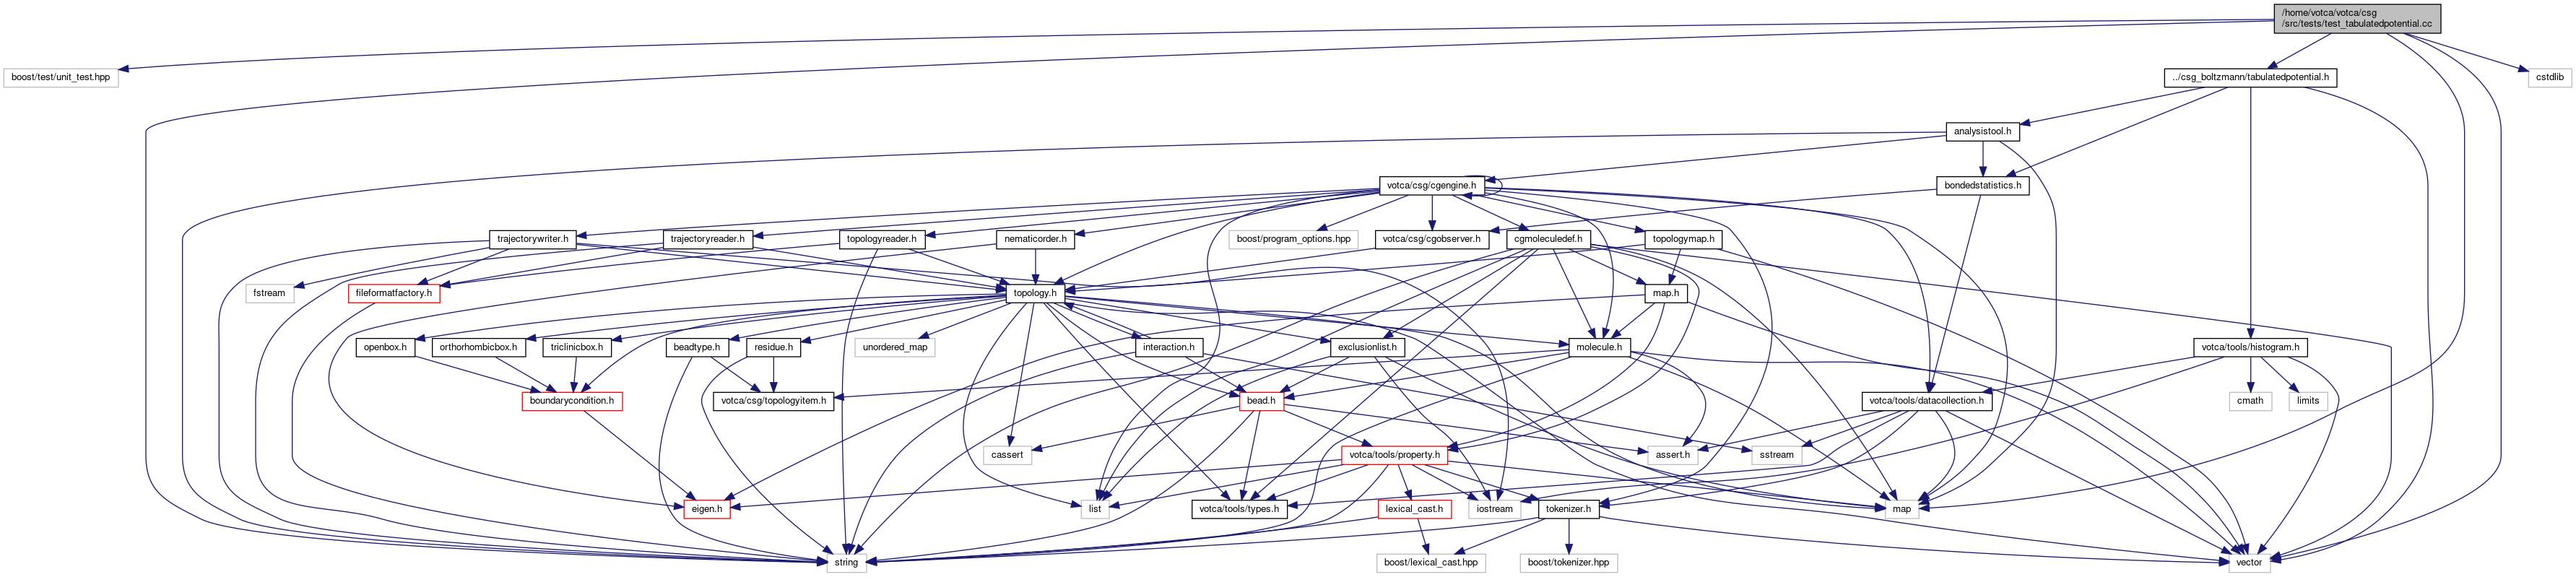 /home/votca/votca/csg
/src/tests/test_tabulatedpotential.cc
boost/test/unit_test.hpp
../csg_boltzmann/tabulatedpotential.h
cstdlib
analysistool.h
votca/csg/cgengine.h
bondedstatistics.h
trajectorywriter.h
trajectoryreader.h
topologyreader.h
nematicorder.h
boost/program_options.hpp
votca/csg/cgobserver.h
cgmoleculedef.h
topologymap.h
fstream
fileformatfactory.h
topology.h
map.h
openbox.h
orthorhombicbox.h
triclinicbox.h
beadtype.h
residue.h
unordered_map
interaction.h
exclusionlist.h
molecule.h
votca/tools/histogram.h
boundarycondition.h
votca/csg/topologyitem.h
bead.h
votca/tools/datacollection.h
cmath
limits
cassert
votca/tools/property.h
assert.h
sstream
eigen.h
list
votca/tools/types.h
lexical_cast.h
iostream
tokenizer.h
map
string
boost/lexical_cast.hpp
boost/tokenizer.hpp
vector